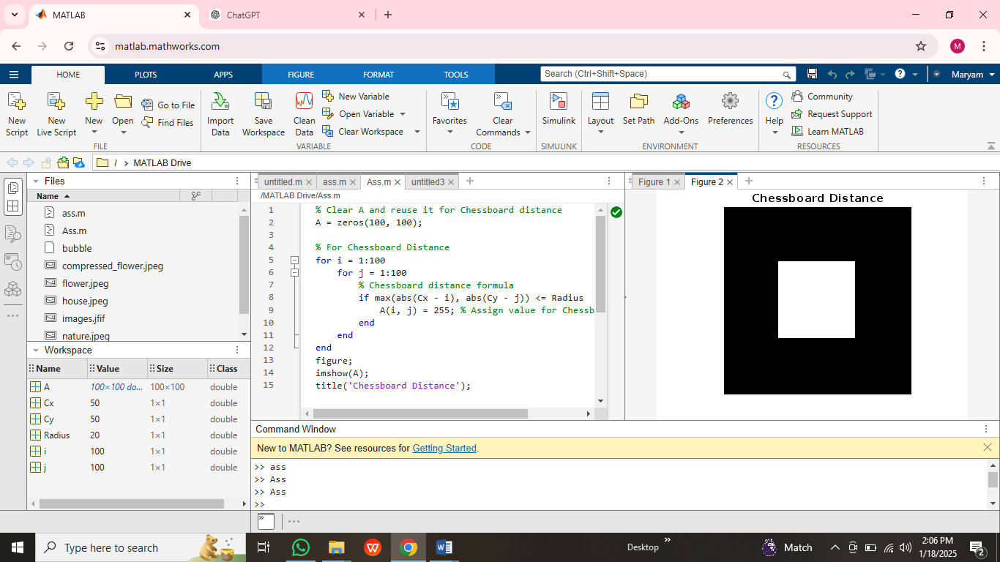 MATLAB
ChatGPT
matlab.mathworks.com
M
HOME PLOTS APPS FIGURE FORMAT TOOLS
Search (Ctrl+Shift+Space)
Maryam
New Script
New Live Script
New
Open
Go to File
Find Files
FILE
Import Data
Save Workspace
Clean Data
New Variable
Open Variable
Clear Workspace
VARIABLE
Favorites
Clear Commands
CODE
Simulink
SIMULINK
Layout
Set Path
Add-Ons
Preferences
ENVIRONMENT
Help
Community
Request Support
Learn MATLAB
RESOURCES
/ MATLAB Drive
Files
Name
ass.m
Ass.m
bubble
compressed_flower.jpeg
flower.jpeg
house.jpeg
images.jfif
nature.jpeg
Workspace
Name Value Size Class
A 100×100 do... 100×100 double
Cx 50 1×1 double
Cy 50 1×1 double
Radius 20 1×1 double
i 100 1×1 double
j 100 1×1 double
untitled.m ass.m Ass.m untitled3
/MATLAB Drive/Ass.m
1 % Clear A and reuse it for Chessboard distance
2 A = zeros(100, 100);
3
4 % For Chessboard Distance
5 for i = 1:100
6 for j = 1:100
7 % Chessboard distance formula
8 if max(abs(Cx - i), abs(Cy - j)) <= Radius
9 A(i, j) = 255; % Assign value for Chessb
10 end
11 end
12 end
13 figure;
14 imshow(A);
15 title('Chessboard Distance');
Figure 1 Figure 2
Chessboard Distance
Command Window
New to MATLAB? See resources for Getting Started.
>> ass
>> Ass
>> Ass
>>
Type here to search
Desktop
Match
2:06 PM
1/18/2025
2